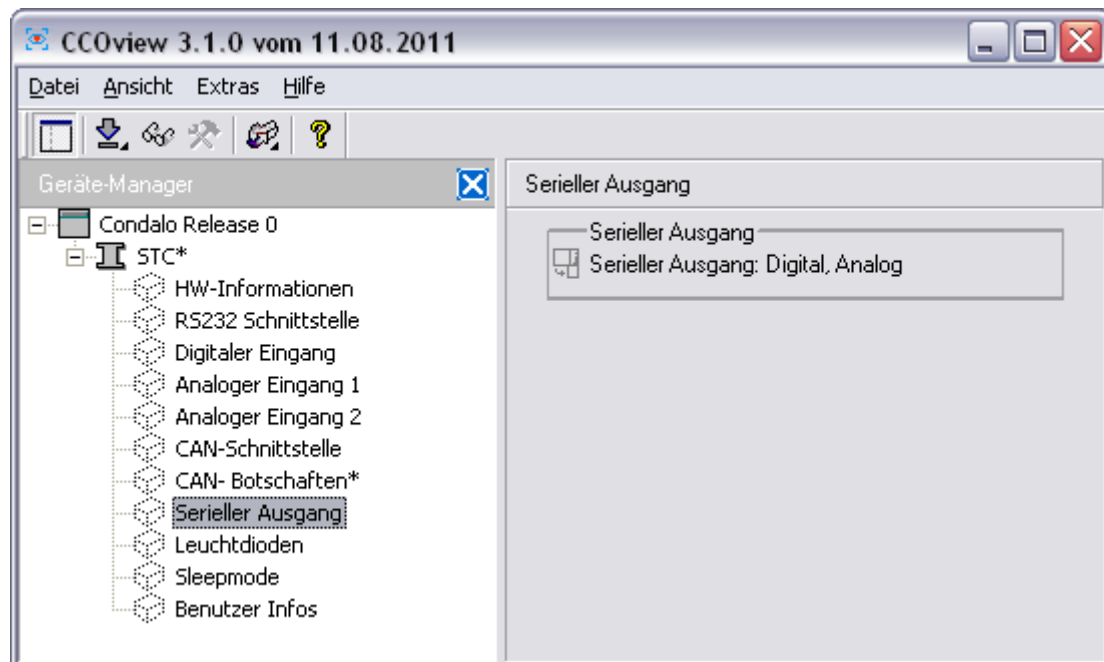 CCOview 3.1.0 vom 11.08.2011
Datei Ansicht Extras Hilfe
Geräte-Manager
Condalo Release 0
STC*
HW-Informationen
RS232 Schnittstelle
Digitaler Eingang
Analoger Eingang 1
Analoger Eingang 2
CAN-Schnittstelle
CAN- Botschaften*
Serieller Ausgang
Leuchtdioden
Sleepmode
Benutzer Infos
Serieller Ausgang
Serieller Ausgang
Serieller Ausgang: Digital, Analog